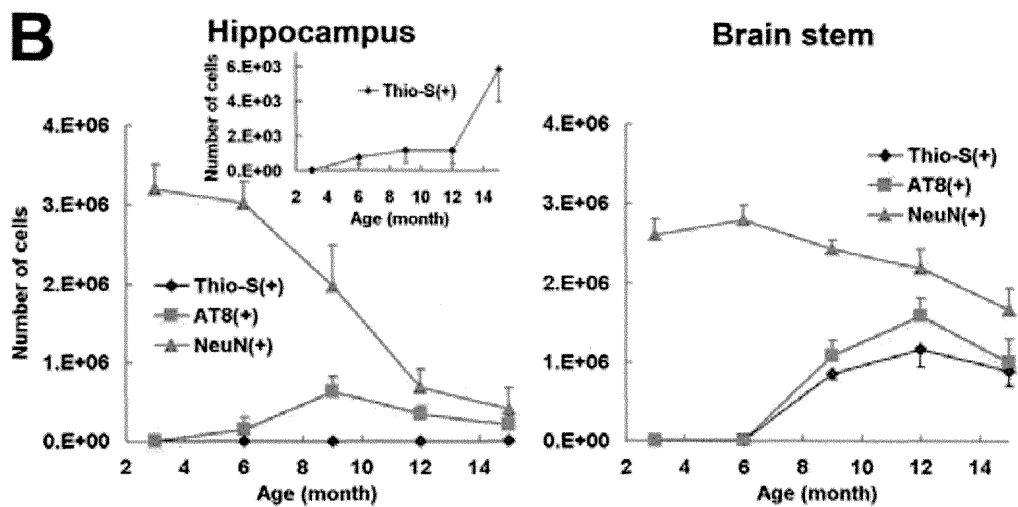 B
Hippocampus
Number of cells
6.E+03
4.E+03
2.E+03
0.E+00
Thio-S(+)
2 4 6 8 10 12 14
Age (month)
Number of cells
4.E+06
3.E+06
2.E+06
1.E+06
0.E+00
Thio-S(+)
AT8(+)
NeuN(+)
2 4 6 8 10 12 14
Age (month)
Brain stem
4.E+06
3.E+06
2.E+06
1.E+06
0.E+00
Thio-S(+)
AT8(+)
NeuN(+)
2 4 6 8 10 12 14
Age (month)